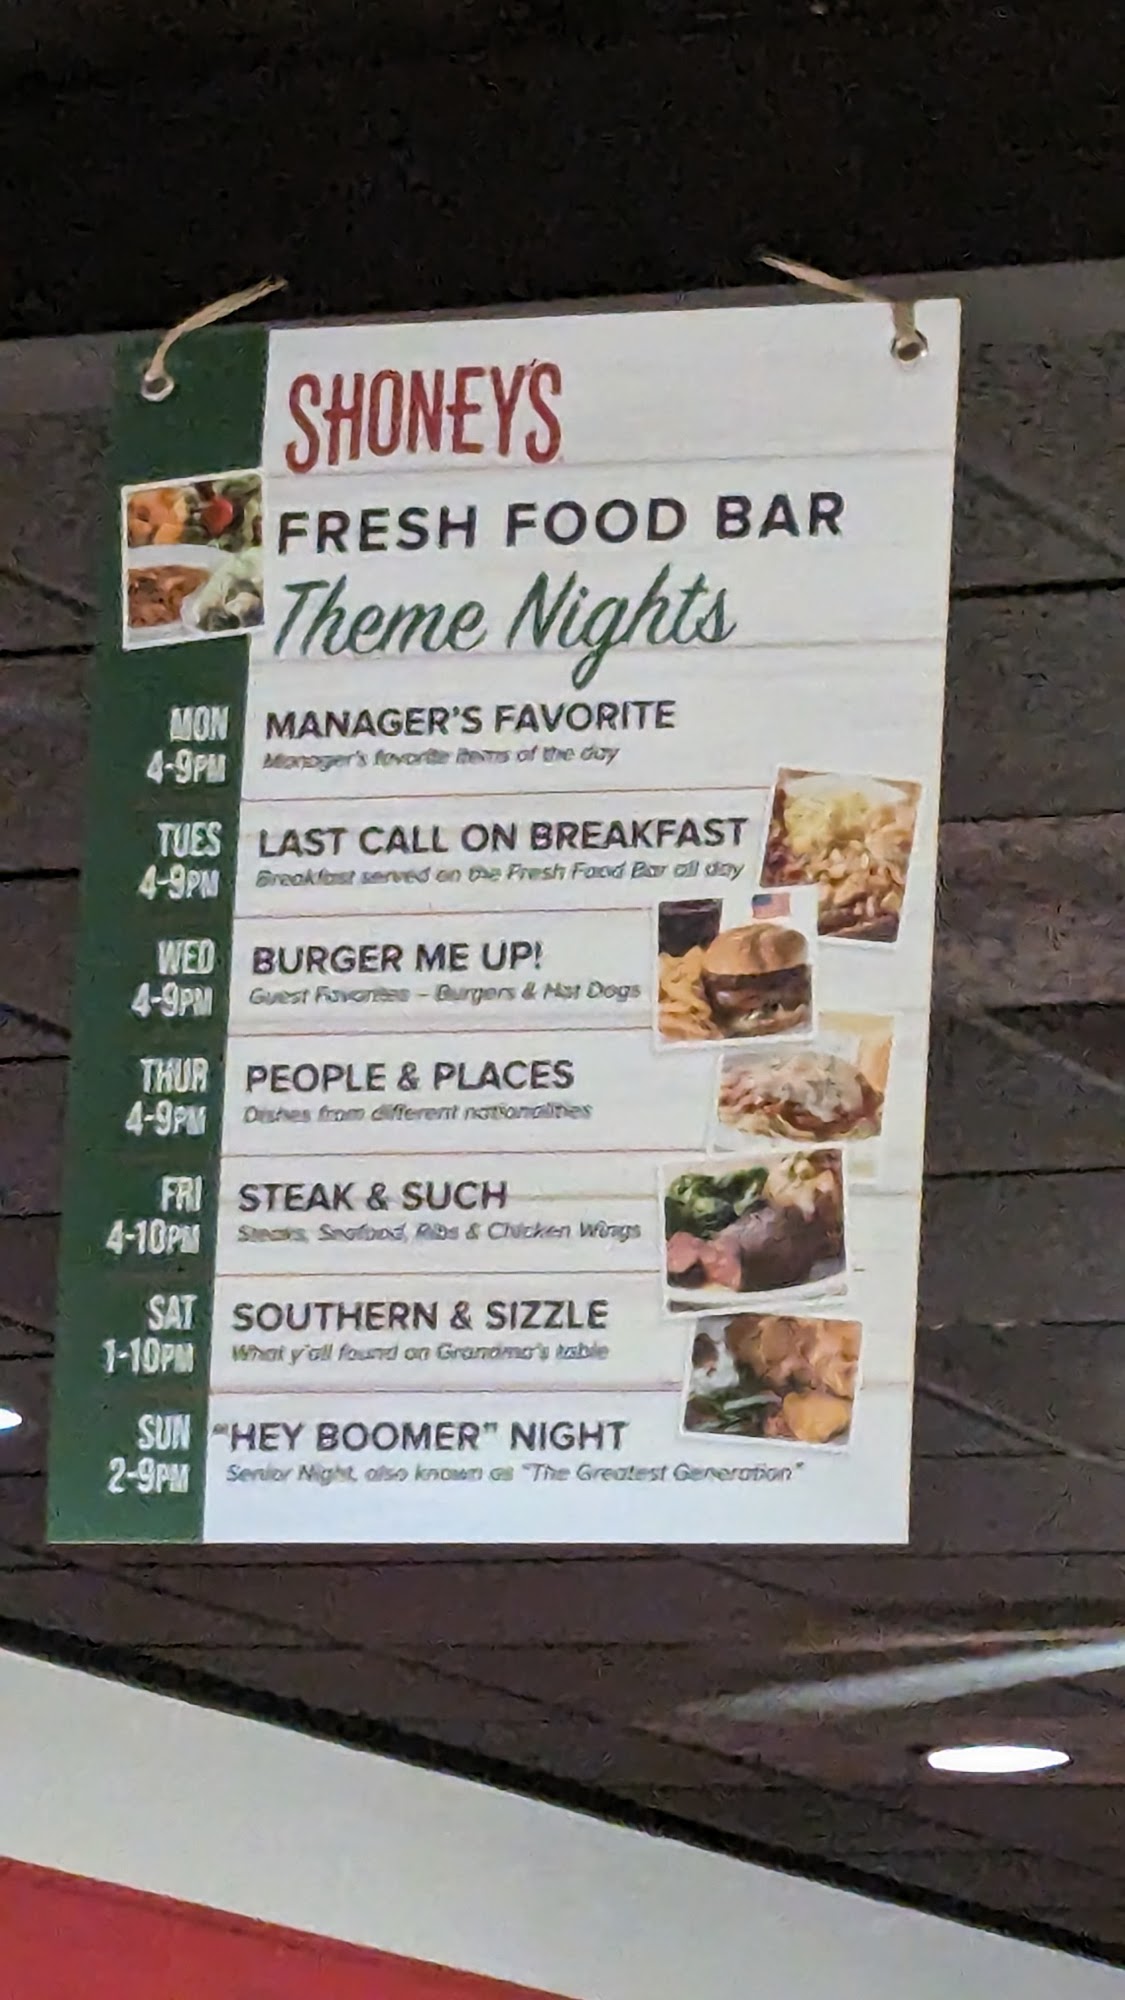 SHONEY'S
FRESH FOOD BAR
Theme Nights
MON
4-9PM
MANAGER'S FAVORITE
Manager's favorite items of the day
TUES
4-9PM
LAST CALL ON BREAKFAST
Breakfast served on the Fresh Food Bar all day
WED
4-9PM
BURGER ME UP!
Guest Favorites – Burgers & Hot Dogs
THUR
4-9PM
PEOPLE & PLACES
Dishes from different nationalities
FRI
4-10PM
STEAK & SUCH
Steaks, Seafood, Ribs & Chicken Wings
SAT
1-10PM
SOUTHERN & SIZZLE
What y'all found on Grandma's table
SUN
2-9PM
"HEY BOOMER" NIGHT
Senior Night, also known as "The Greatest Generation"